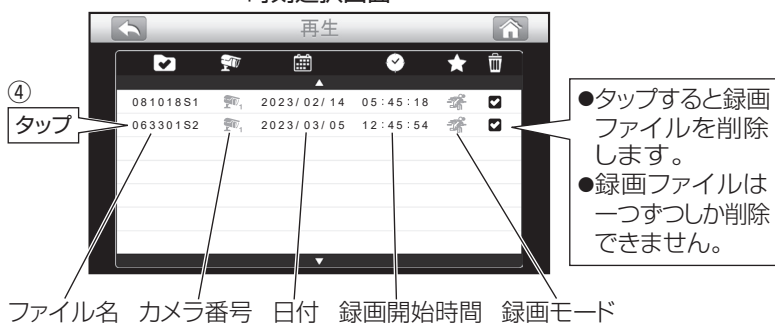 再生
④
タップ
081018S1 1 2023/02/14 05:45:18
063301S2 1 2023/03/05 12:45:54
●タップすると録画
ファイルを削除
します。
●録画ファイルは
一つずつしか削除
できません。
ファイル名 カメラ番号 日付 録画開始時間 録画モード